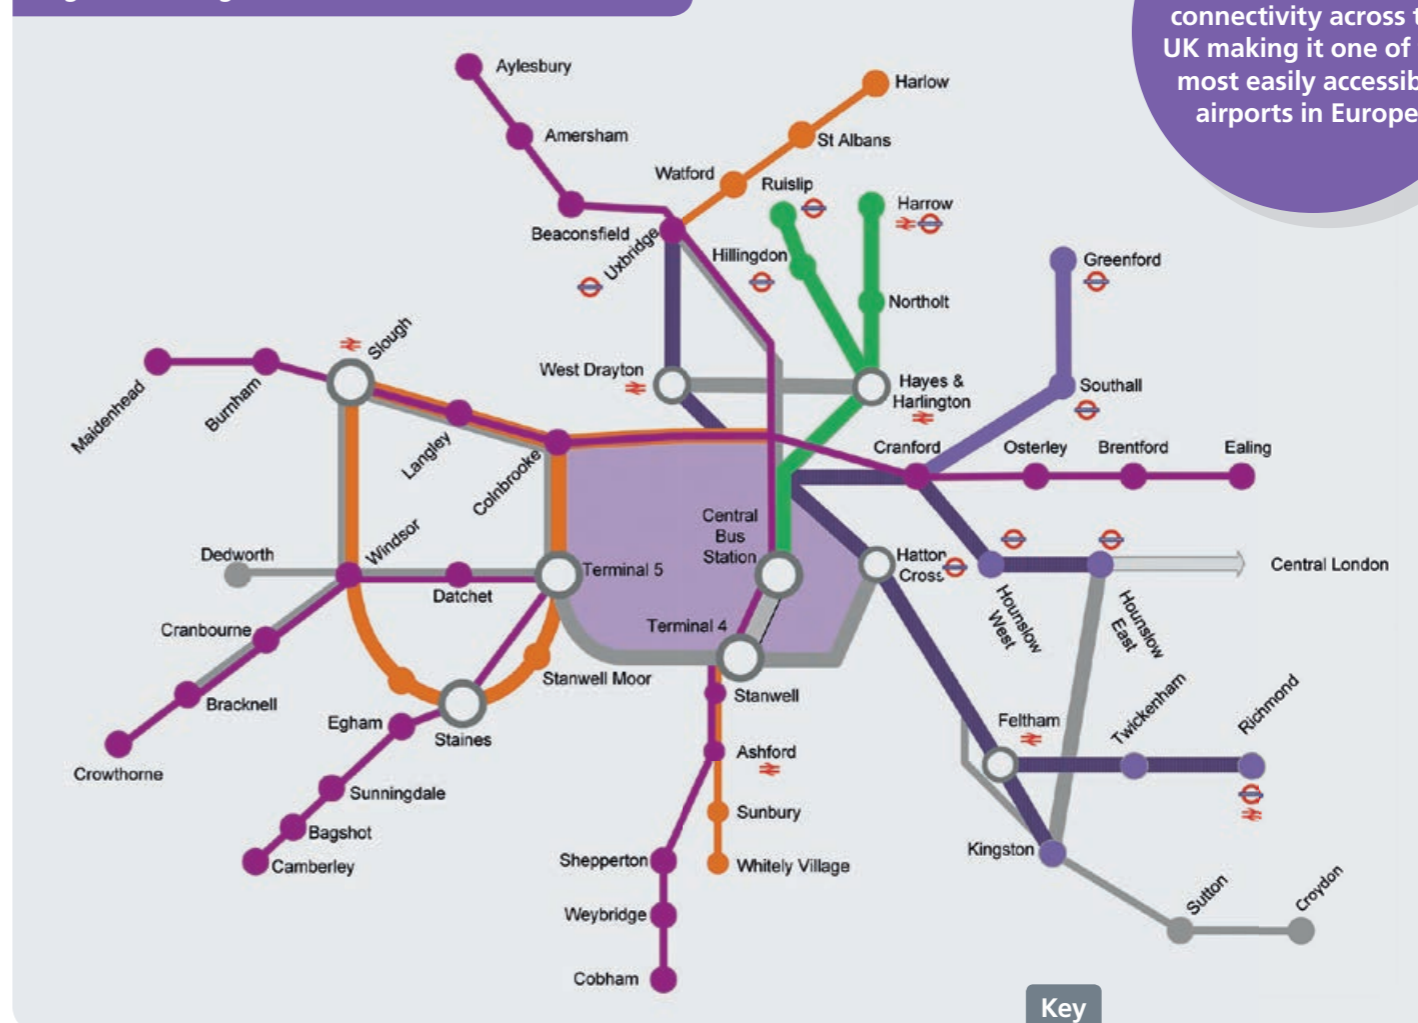 connectivity across
UK making it one of
most easily accessib
airports in Europe
Aylesbury
Harlow
Amersham
St Albans
Watford
Ruislip
Harrow
Beaconsfield
Uxbridge
Hillingdon
Greenford
Northolt
Slough
West Drayton
Hayes &
Harlington
Southall
Maidenhead
Burnham
Langley
Colnbrooke
Cranford
Osterley
Brentford
Ealing
Central
Bus
Station
Windsor
Dedworth
Datchet
Terminal 5
Hatton
Cross
Hounslow
West
Hounslow
East
Central London
Cranbourne
Terminal 4
Stanwell Moor
Stanwell
Bracknell
Egham
Staines
Feltham
Twickenham
Richmond
Crowthorne
Ashford
Sunningdale
Sunbury
Bagshot
Camberley
Shepperton
Whitely Village
Kingston
Weybridge
Sutton
Croydon
Cobham
Key